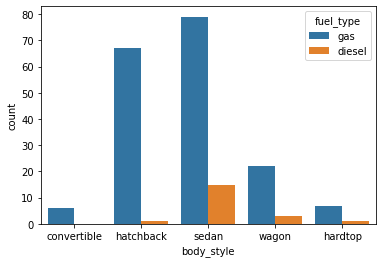 fuel_type
gas
diesel
80
70
60
50
40
30
20
10
0
count
convertible hatchback sedan wagon hardtop
body_style